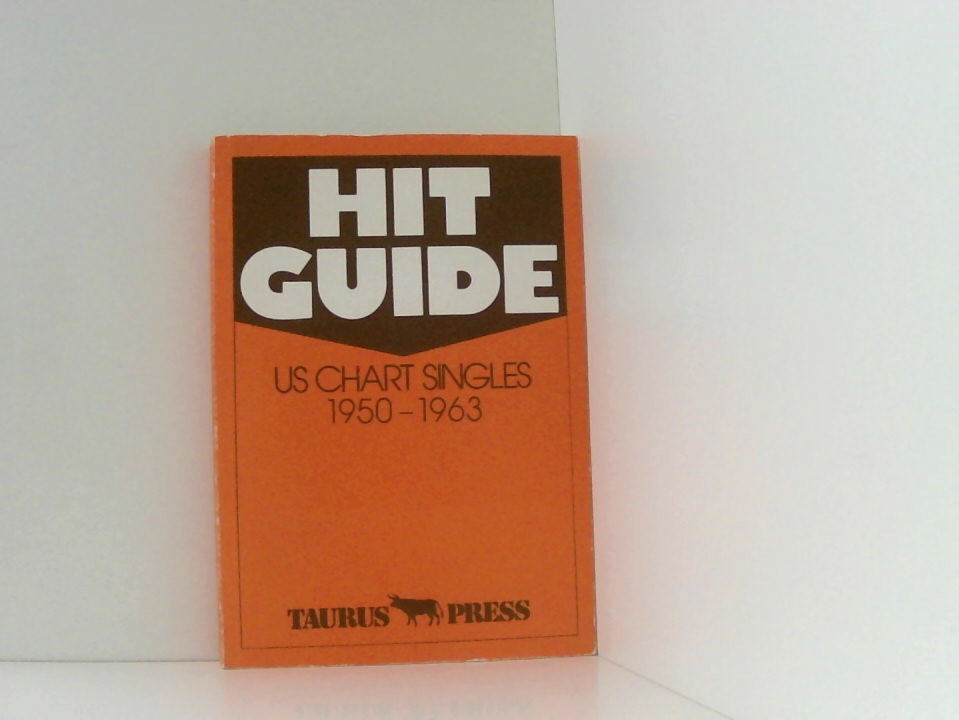 HIT
GUIDE
US CHART SINGLES
1950-1963
TAURUS PRESS